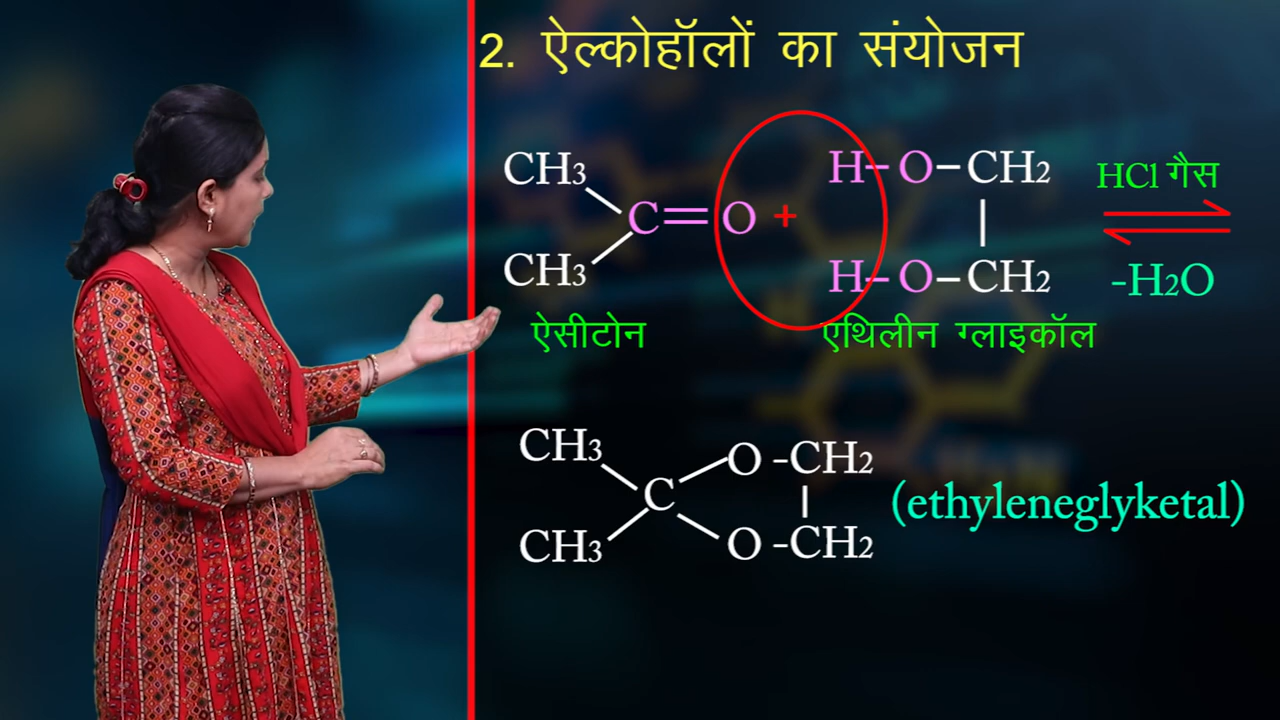 2. ऐल्कोहॉलों का संयोजन
CH3
H–O–CH2
HCl गैस
C=O +
CH3
H–O–CH2
-H2O
ऐसीटोन
एथिलीन ग्लाइकॉल
CH3
O-CH2
C
(ethyleneglyketal)
CH3
O-CH2